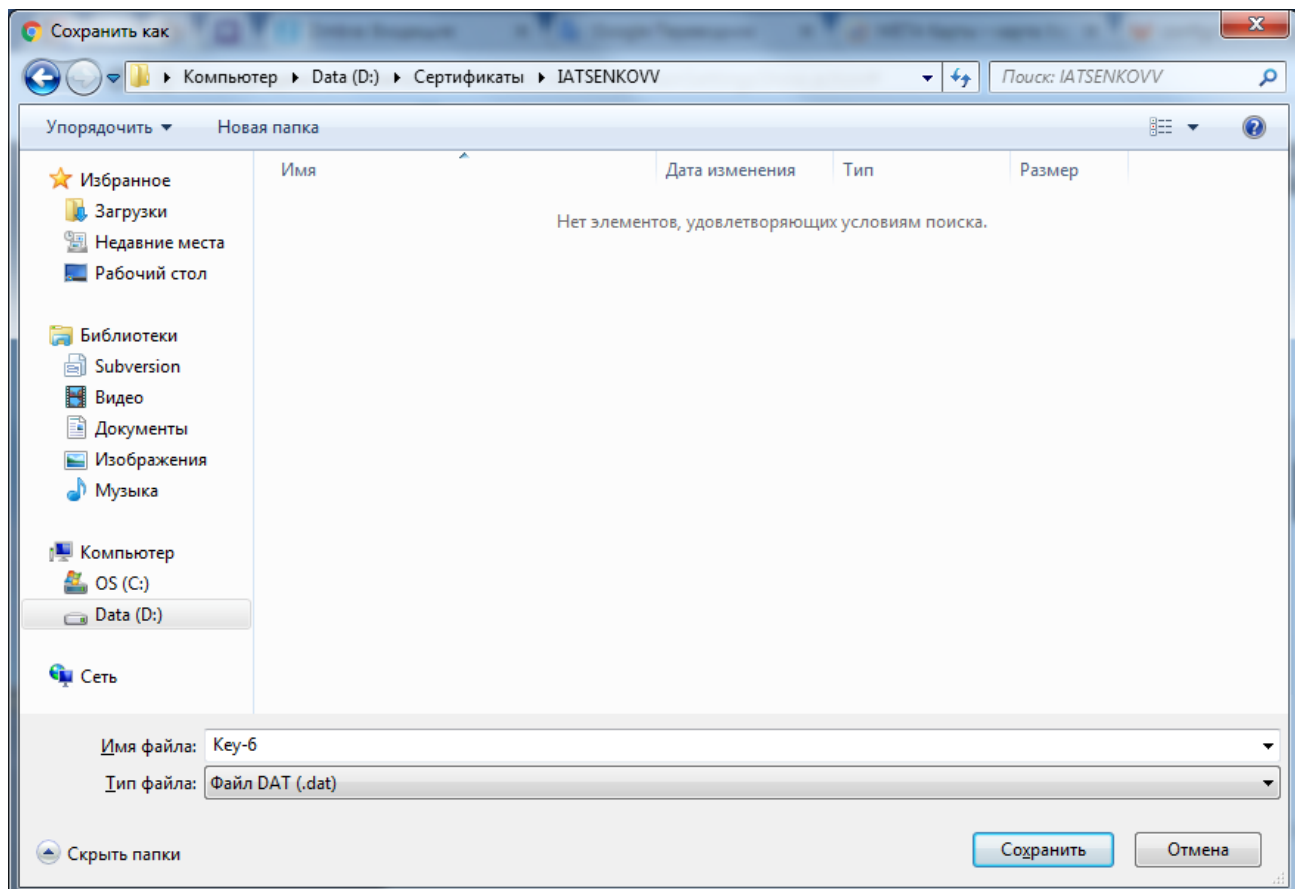 Сохранить как
Компьютер Data (D:) Сертификаты IATSENKOVV Поиск: IATSENKOVV
Упорядочить Новая папка
Имя Дата изменения Тип Размер
Нет элементов, удовлетворяющих условиям поиска.
Избранное
Загрузки
Недавние места
Рабочий стол
Библиотеки
Subversion
Видео
Документы
Изображения
Музыка
Компьютер
OS (C:)
Data (D:)
Сеть
Имя файла: Key-6
Тип файла: Файл DAT (.dat)
Скрыть папки Сохранить Отмена